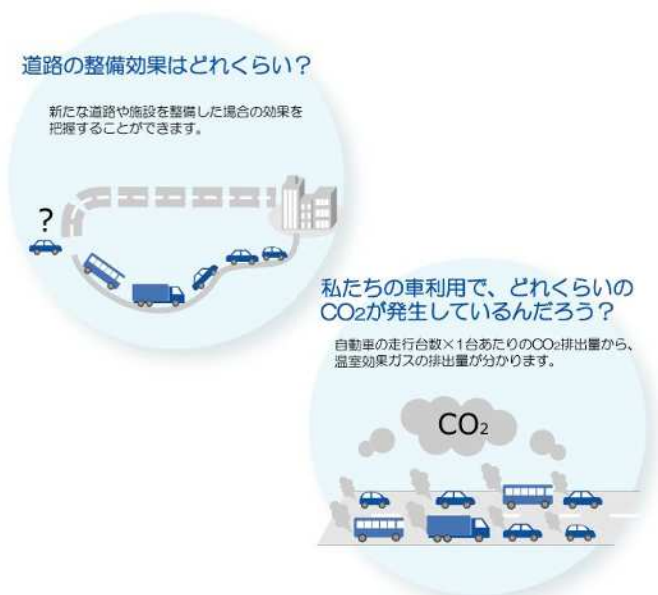 道路の整備効果はどれくらい？
新たな道路や施設を整備した場合の効果を
把握することができます。
?
私たちの車利用で、どれくらいの
CO₂が発生しているんだろう？
自動車の走行台数×1台あたりのCO₂排出量から、
温室効果ガスの排出量が分かります。
CO₂